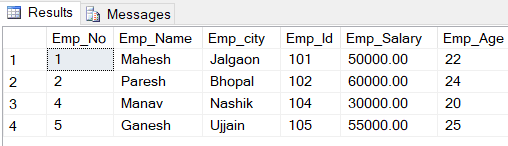 Results Messages
Emp_No Emp_Name Emp_city Emp_Id Emp_Salary Emp_Age
1 1 Mahesh Jalgaon 101 50000.00 22
2 2 Paresh Bhopal 102 60000.00 24
3 4 Manav Nashik 104 30000.00 20
4 5 Ganesh Ujjain 105 55000.00 25